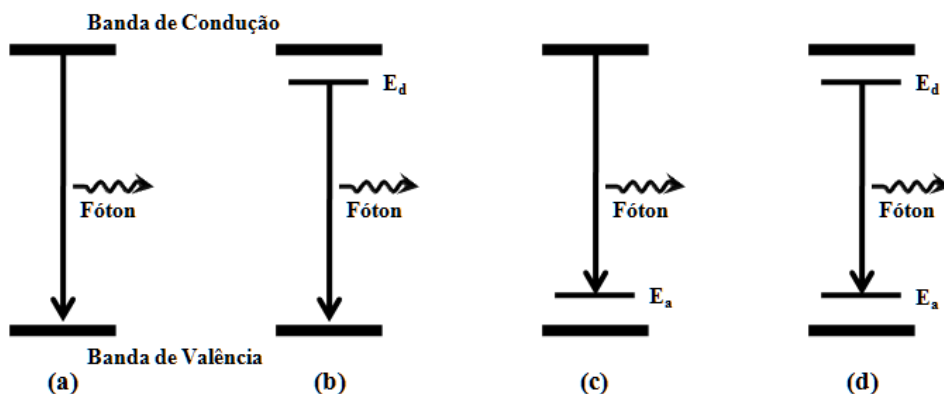 Banda de Condução
E_d
E_d
Fóton
Fóton
Fóton
Fóton
E_a
E_a
Banda de Valência
(a)
(b)
(c)
(d)